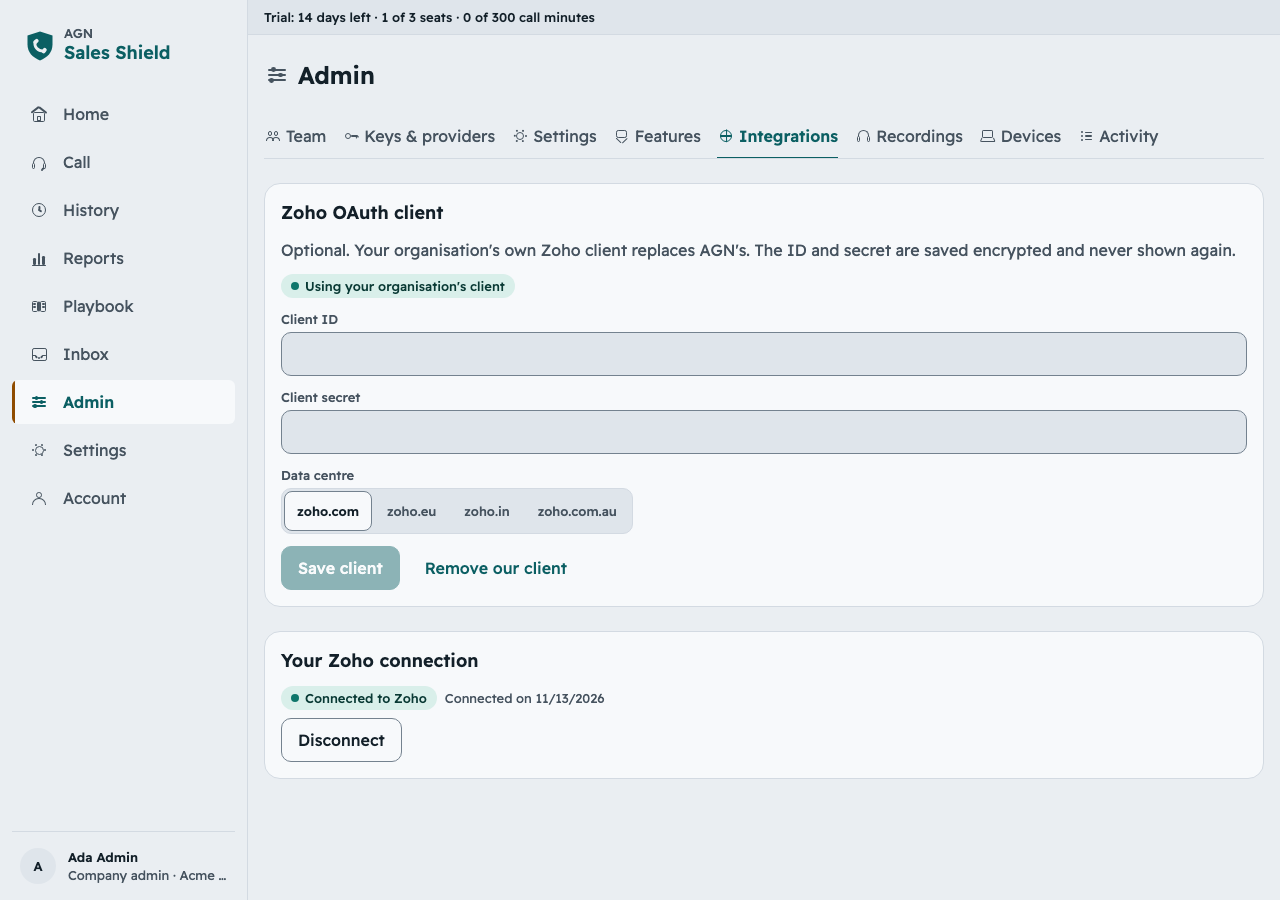 Trial: 14 days left · 1 of 3 seats · 0 of 300 call minutes
AGN
Sales Shield
Home
Call
History
Reports
Playbook
Inbox
Admin
Settings
Account
A
Ada Admin
Company admin · Acme …
Admin
Team
Keys & providers
Settings
Features
Integrations
Recordings
Devices
Activity
Zoho OAuth client
Optional. Your organisation's own Zoho client replaces AGN's. The ID and secret are saved encrypted and never shown again.
Using your organisation's client
Client ID
Client secret
Data centre
zoho.com
zoho.eu
zoho.in
zoho.com.au
Save client
Remove our client
Your Zoho connection
Connected to Zoho
Connected on 11/13/2026
Disconnect